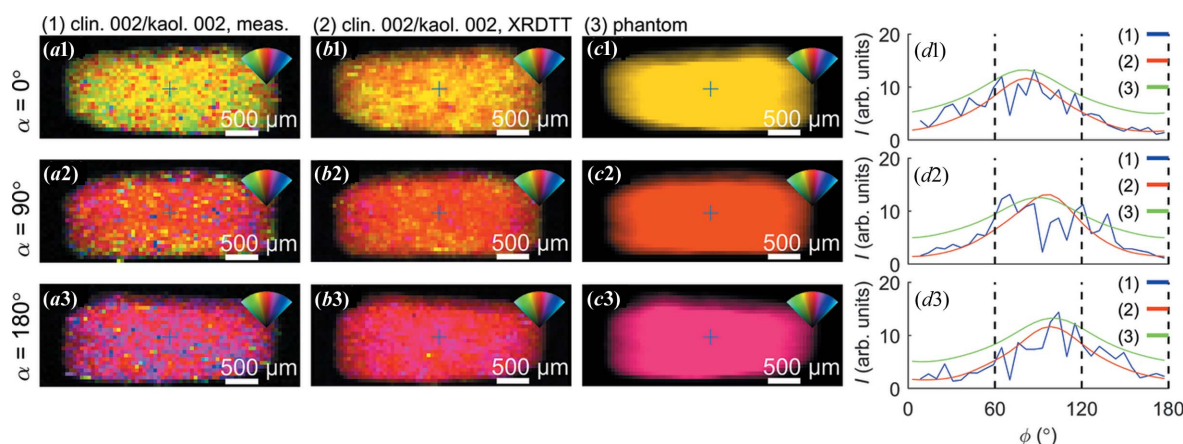 (1) clin. 002/kaol. 002, meas.
(2) clin. 002/kaol. 002, XRDTT
(3) phantom
α = 0°
(a1)
500 μm
(b1)
500 μm
(c1)
500 μm
(d1)
I (arb. units)
20
10
0
(1)
(2)
(3)
α = 90°
(a2)
500 μm
(b2)
500 μm
(c2)
500 μm
(d2)
I (arb. units)
20
10
0
(1)
(2)
(3)
α = 180°
(a3)
500 μm
(b3)
500 μm
(c3)
500 μm
(d3)
I (arb. units)
20
10
0
(1)
(2)
(3)
0 60 120 180
ϕ (°)